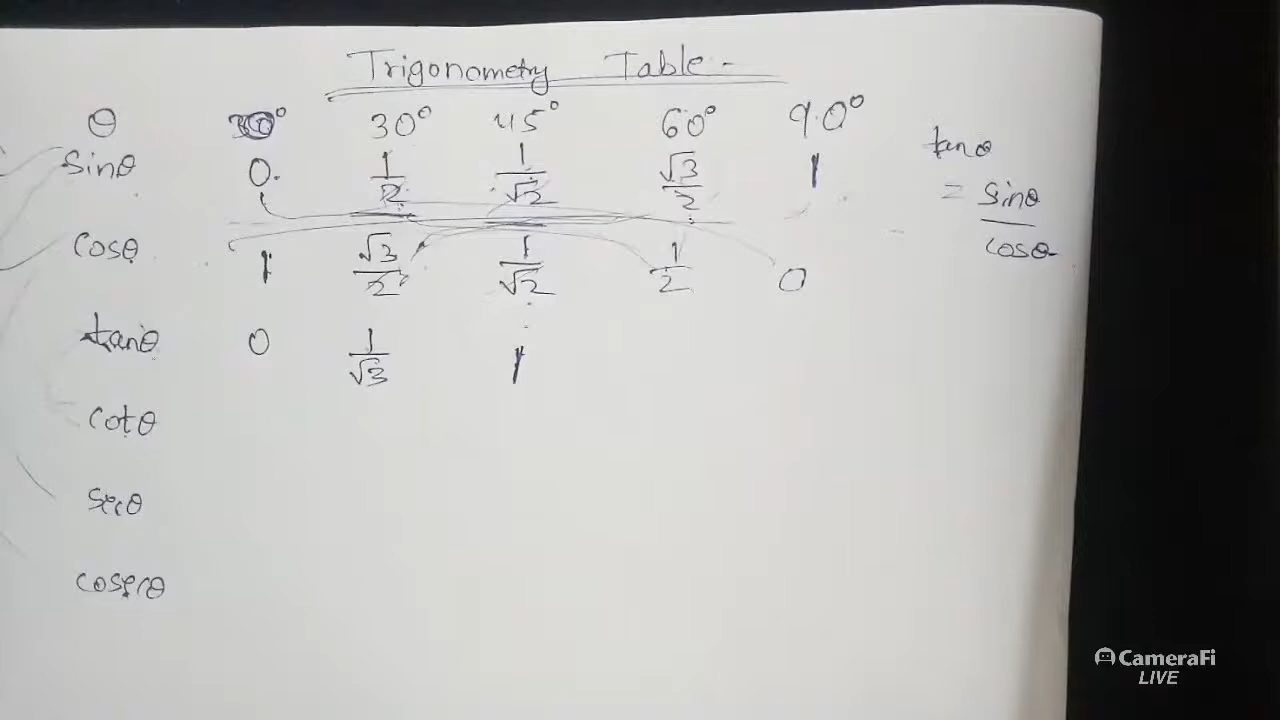 Trigonometry Table -
θ 30° 45° 60° 90°
sinθ 0 1/2 1/√2 √3/2 1
cosθ 1 √3/2 1/√2 1/2 0
tanθ 0 1/√3 1
cotθ
secθ
cosecθ
tanθ
= sinθ/cosθ
CameraFi
LIVE